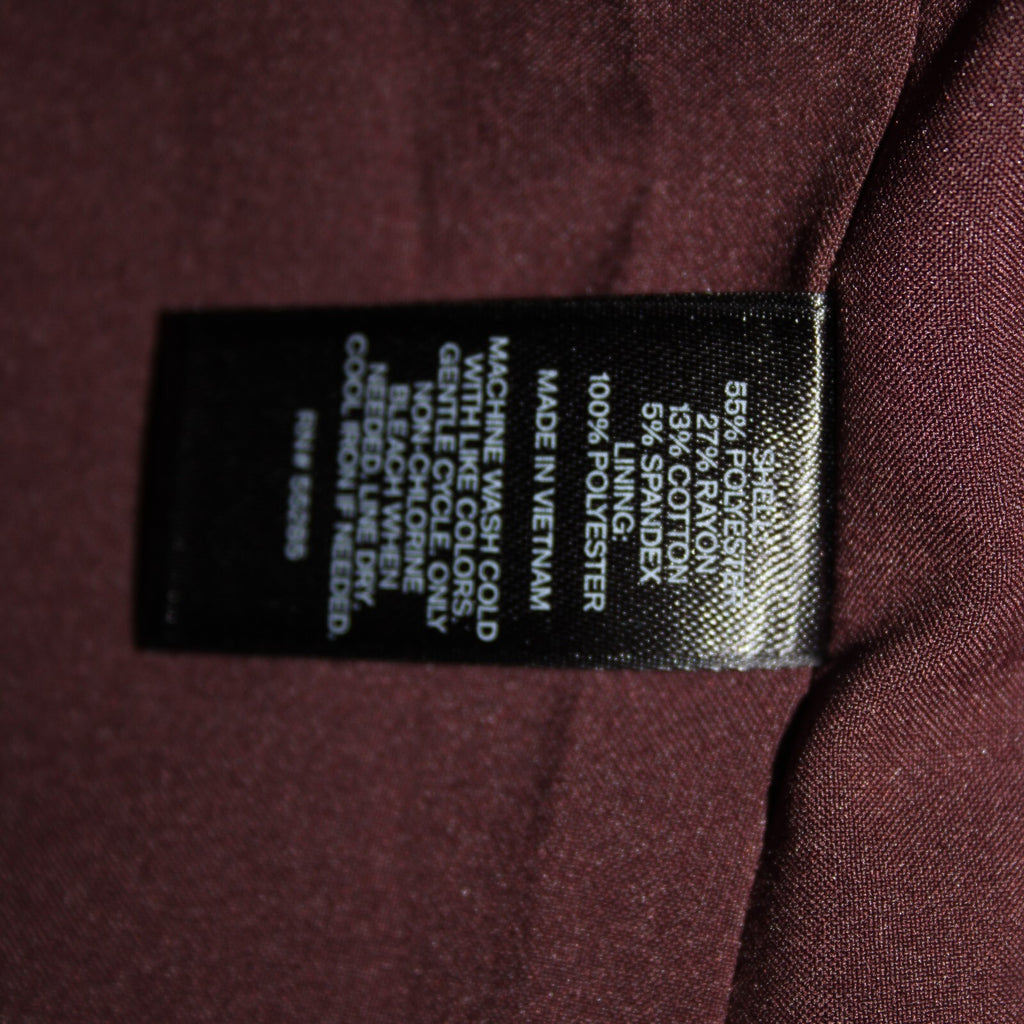 SHELL:
55% POLYESTER
27% RAYON
13% COTTON
5% SPANDEX
LINING:
100% POLYESTER
MADE IN VIETNAM
MACHINE WASH COLD
WITH LIKE COLORS,
GENTLE CYCLE. ONLY
NON-CHLORINE
BLEACH WHEN
NEEDED. LINE DRY.
COOL IRON IF NEEDED.
RN#